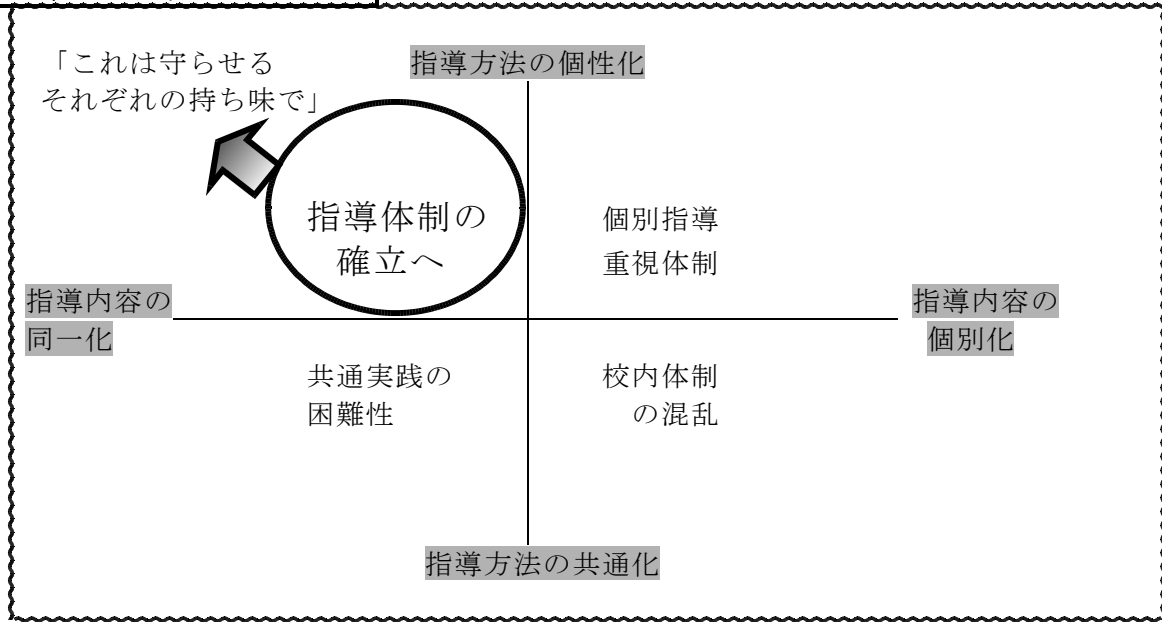 「これは守らせる
それぞれの持ち味で」
指導方法の個性化
指導体制の
確立へ
個別指導
重視体制
指導内容の
同一化
指導内容の
個別化
共通実践の
困難性
校内体制
の混乱
指導方法の共通化